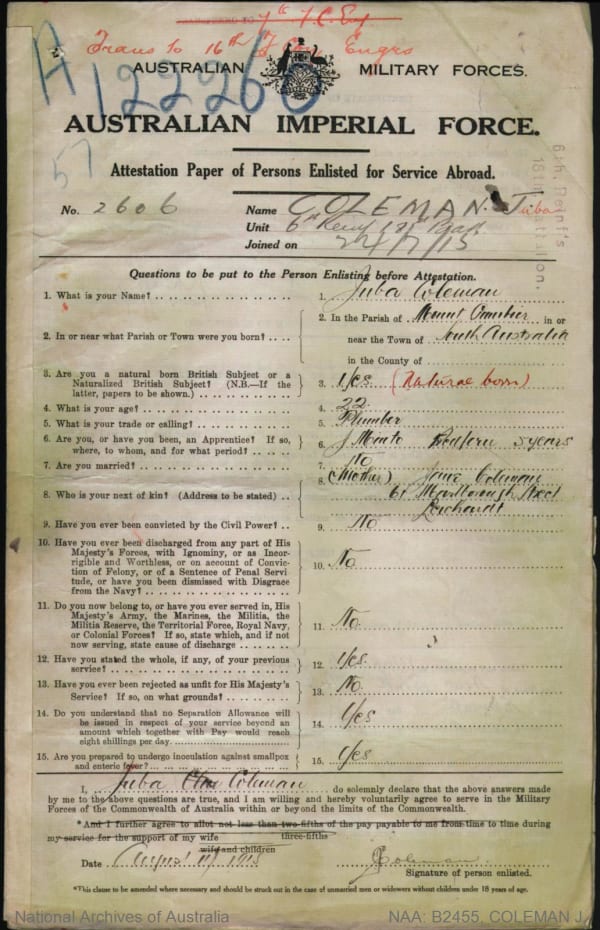 7th F.C. Eng
Trans to 16th F Coy Engrs
A
122260
57
AUSTRALIAN MILITARY FORCES.
AUSTRALIAN IMPERIAL FORCE.
Attestation Paper of Persons Enlisted for Service Abroad.
6th. Reinf's
18th Battalion.
No. 2606 Name COLEMAN. Juba
Unit 6th Reinf 18th Batt
Joined on
Questions to be put to the Person Enlisting before Attestation.
1. What is your Name? 1. Juba Coleman
2. In or near what Parish or Town were you born? 2. In the Parish of Mount Gambier in or
near the Town of South Australia
in the County of
3. Are you a natural born British Subject or a
Naturalized British Subject? (N.B.—If the
latter, papers to be shown.) 3. Yes (Natural born)
4. What is your age? 4. 22
5. What is your trade or calling? 5. Plumber
6. Are you, or have you been, an Apprentice? If so,
where, to whom, and for what period? 6. J Redfern 5 years
7. Are you married? 7. No
8. Who is your next of kin? (Address to be stated) 8. (Mother) Jane Coleman
61 Marlborough Street
Leichardt
9. Have you ever been convicted by the Civil Power? 9. No
10. Have you ever been discharged from any part of His
Majesty's Forces, with Ignominy, or as Incor-
rigible and Worthless, or on account of Convic-
tion of Felony, or of a Sentence of Penal Servi-
tude, or have you been dismissed with Disgrace
from the Navy? 10. No
11. Do you now belong to, or have you ever served in, His
Majesty's Army, the Marines, the Militia, the
Militia Reserve, the Territorial Force, Royal Navy,
or Colonial Forces? If so, state which, and if not
now serving, state cause of discharge 11. No
12. Have you stated the whole, if any, of your previous
service? 12. Yes
13. Have you ever been rejected as unfit for His Majesty's
Service? If so, on what grounds? 13. No
14. Do you understand that no Separation Allowance will
be issued in respect of your service beyond an
amount which together with Pay would reach
eight shillings per day. 14. Yes
15. Are you prepared to undergo inoculation against smallpox
and enteric fever? 15. Yes
I, Juba Coleman do solemnly declare that the above answers made
by me to the above questions are true, and I am willing and hereby voluntarily agree to serve in the Military
Forces of the Commonwealth of Australia within or beyond the limits of the Commonwealth.
*And I further agree to allot not less than two-fifths of the pay payable to me from time to time during
three-fifths
my service for the support of my wife
wife and children
Date August 11th 1915 J Coleman
Signature of person enlisted.
*This clause to be amended where necessary and should be struck out in the case of unmarried men or widowers without children under 18 years of age.
National Archives of Australia NAA: B2455, COLEMAN J